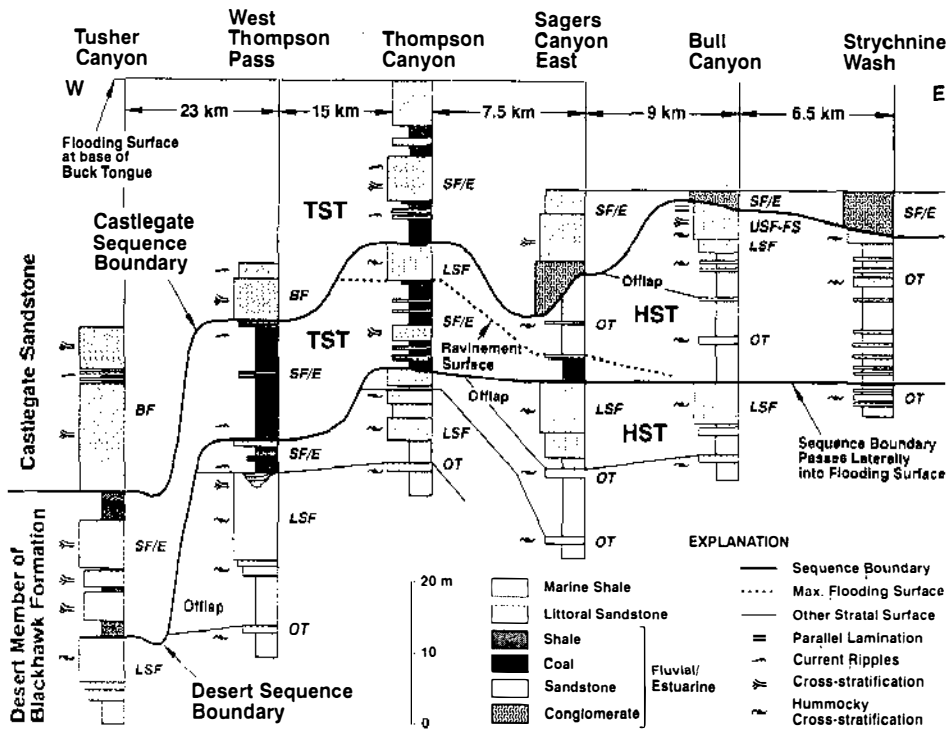 Tusher
Canyon
West
Thompson
Pass
Thompson
Canyon
Sagers
Canyon
East
Bull
Canyon
Strychnine
Wash
W
E
23 km
15 km
7.5 km
9 km
6.5 km
Flooding Surface
at base of
Buck Tongue
Castlegate
Sequence
Boundary
TST
SF/E
SF/E
SF/E
USF-FS
LSF
SF/E
BF
LSF
Offlap
OT
HST
TST
SF/E
OT
OT
Ravinement
Surface
BF
SF/E
Offlap
LSF
HST
LSF
OT
SF/E
LSF
OT
OT
Sequence Boundary
Passes Laterally
into Flooding Surface
LSF
SF/E
OT
Offlap
OT
LSF
Desert Sequence
Boundary
Castlegate Sandstone
Desert Member of
Blackhawk Formation
20 m
10
0
EXPLANATION
Marine Shale
Littoral Sandstone
Shale
Coal
Sandstone
Conglomerate
Fluvial/
Estuarine
Sequence Boundary
Max. Flooding Surface
Other Stratal Surface
Parallel Lamination
Current Ripples
Cross-stratification
Hummocky
Cross-stratification